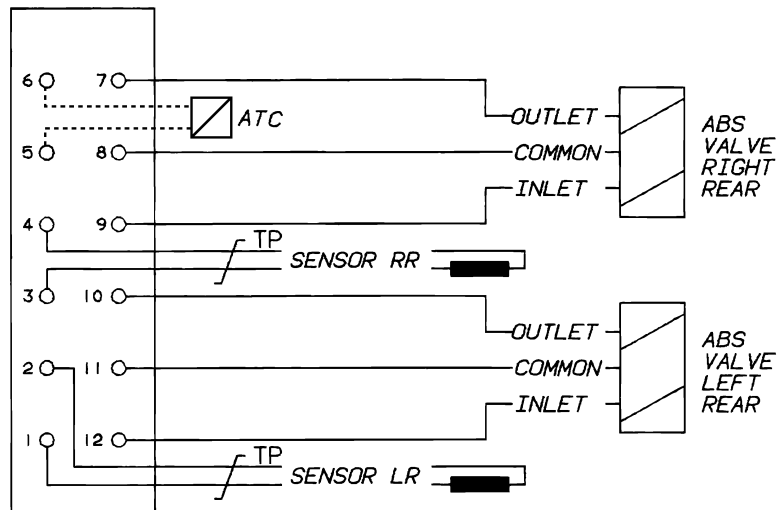 6 7
ATC
OUTLET
5 8
COMMON
ABS
VALVE
RIGHT
REAR
INLET
4 9
TP
SENSOR RR
3 10
OUTLET
2 11
COMMON
ABS
VALVE
LEFT
REAR
INLET
1 12
TP
SENSOR LR